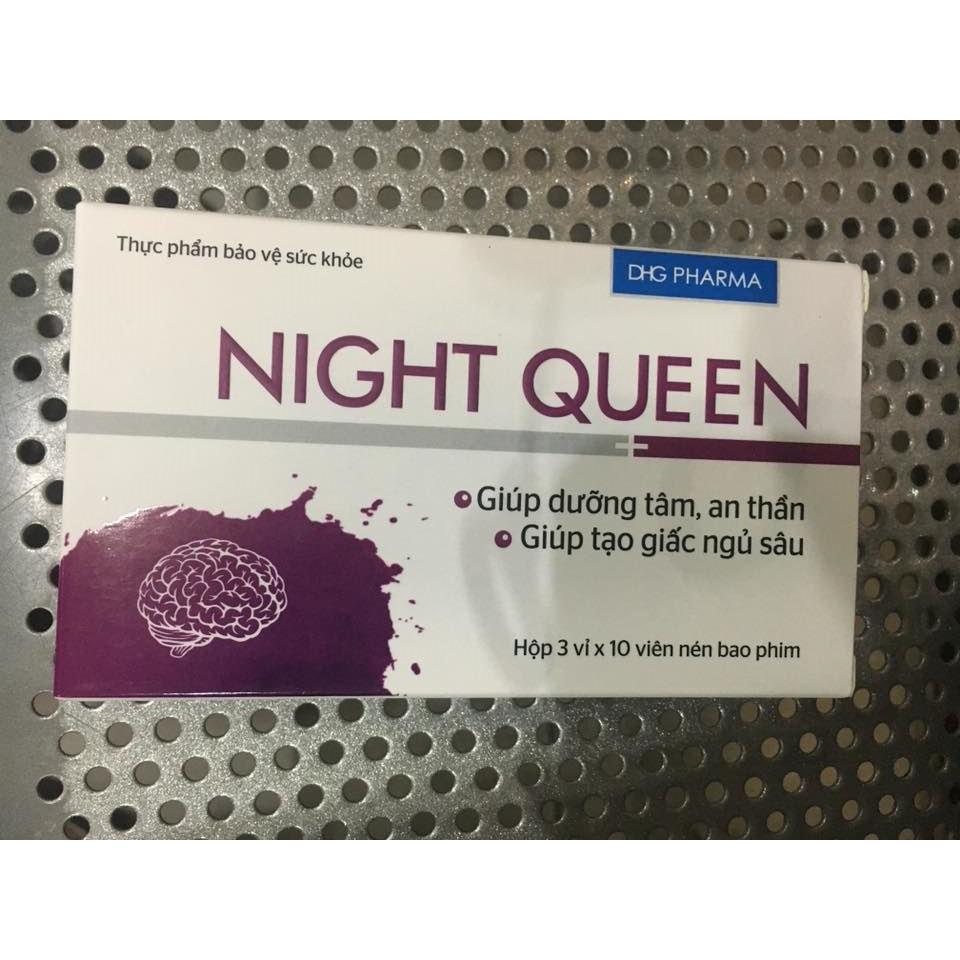 Thực phẩm bảo vệ sức khỏe
DHG PHARMA
NIGHT QUEEN
Giúp dưỡng tâm, an thần
Giúp tạo giấc ngủ sâu
Hộp 3 vỉ x 10 viên nén bao phim